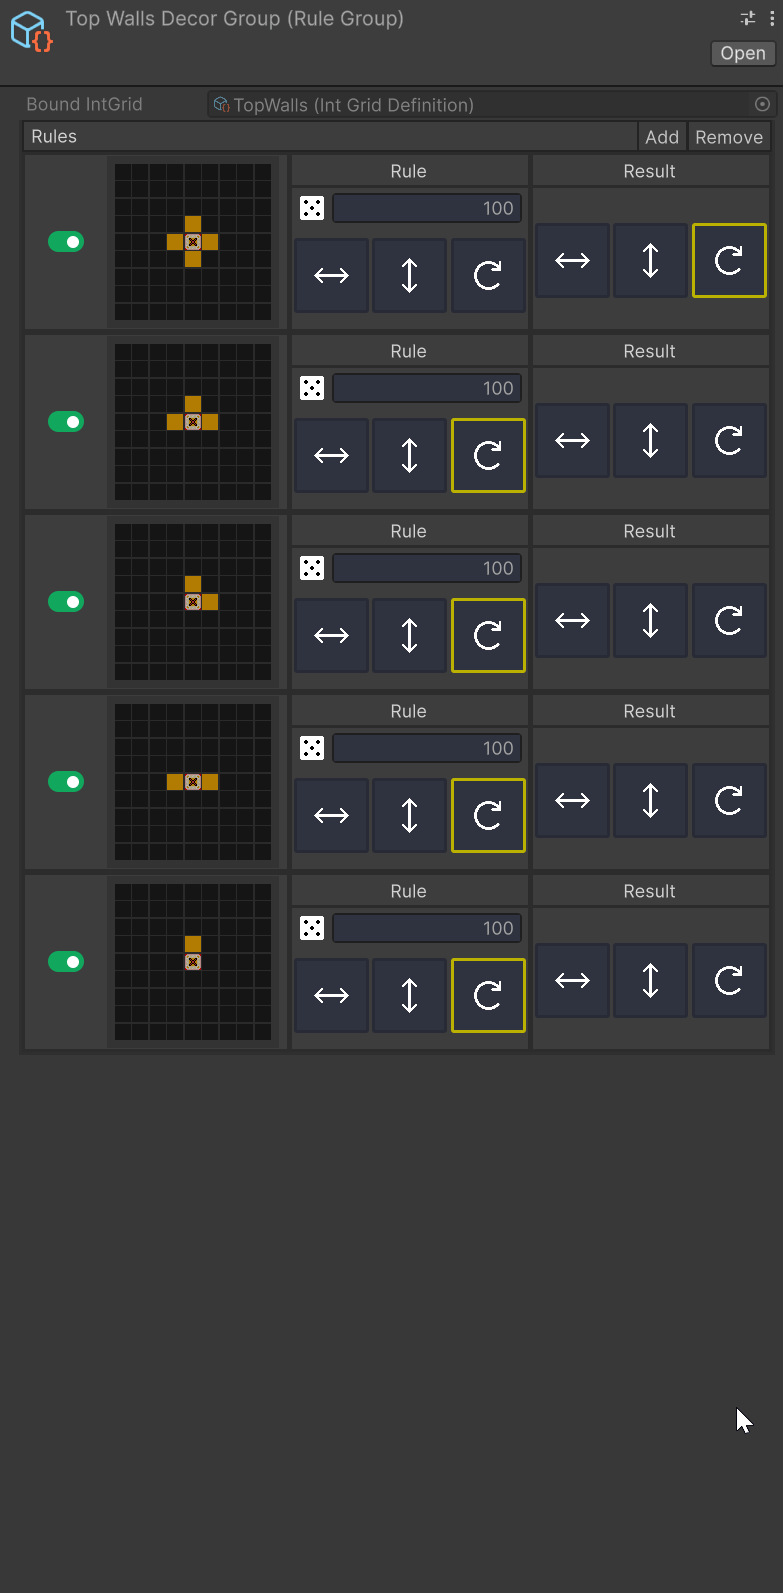 Top Walls Decor Group (Rule Group)
Open
Bound IntGrid TopWalls (Int Grid Definition)
Rules Add Remove
Rule Result
100
Rule Result
100
Rule Result
100
Rule Result
100
Rule Result
100